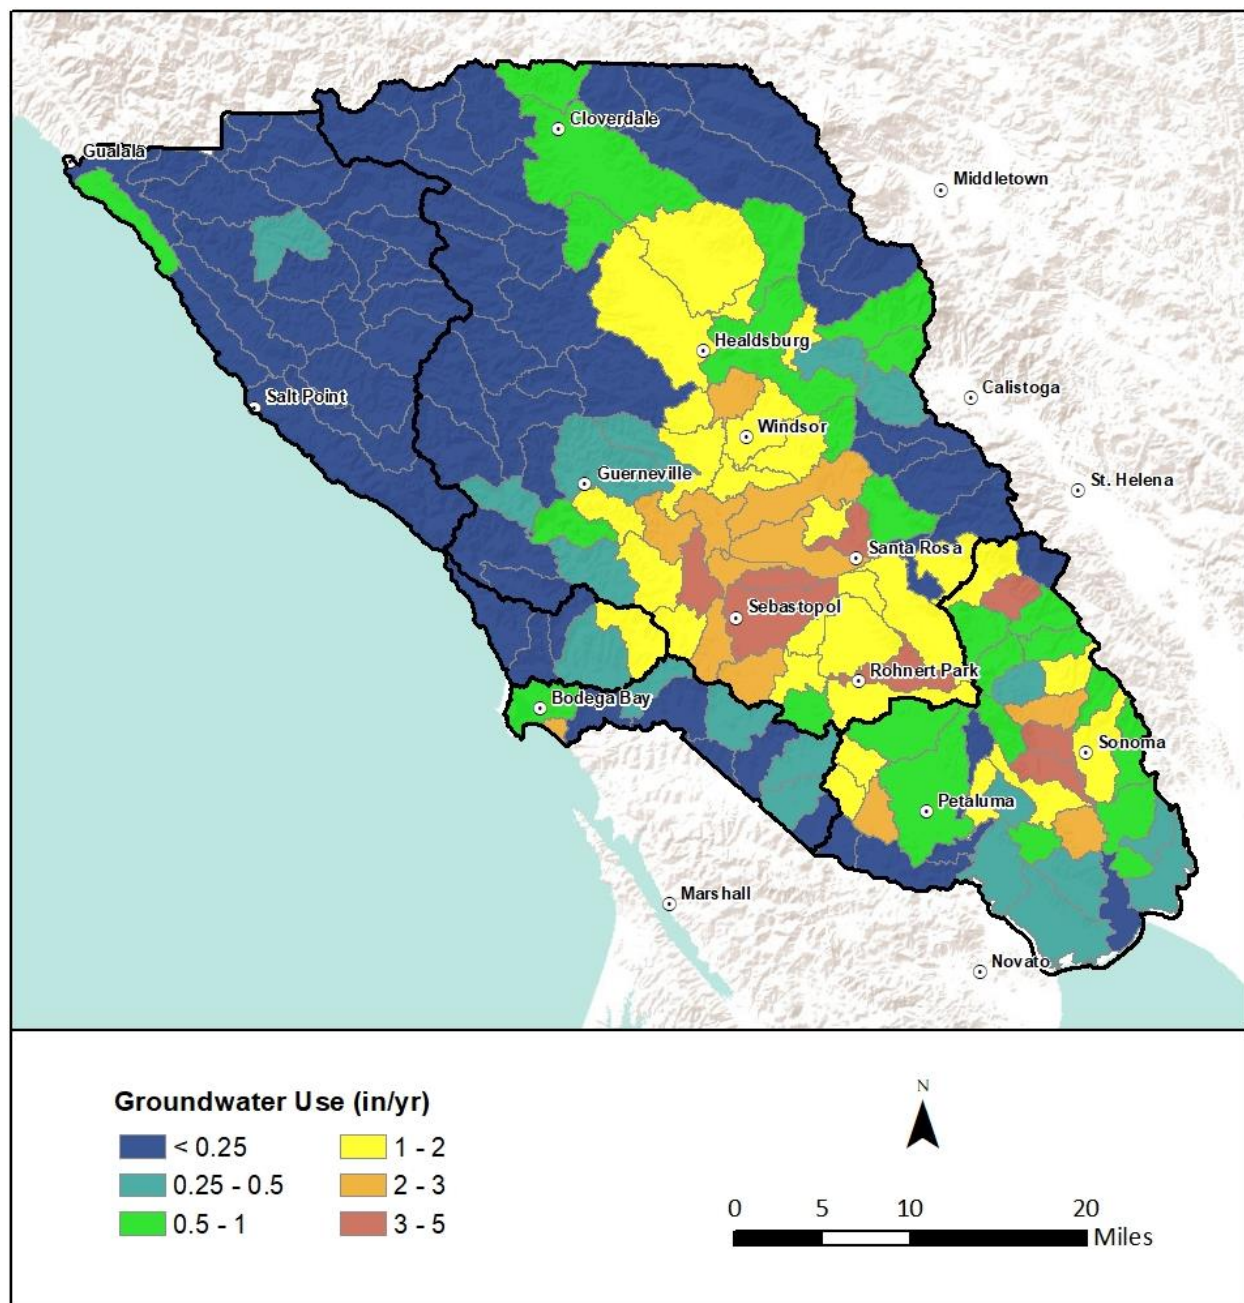 Cloverdale
Gualala
Middletown
Healdsburg
Calistoga
Salt Point
Windsor
Guerneville
St. Helena
Santa Rosa
Sebastopol
Rohnert Park
Bodega Bay
Sonoma
Petaluma
Marshall
Novato
Groundwater Use (in/yr)
< 0.25
1 - 2
0.25 - 0.5
2 - 3
0.5 - 1
3 - 5
N
0 5 10 20
Miles